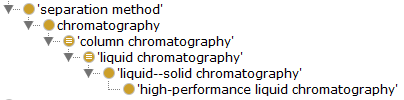 'separation method'
chromatography
'column chromatography'
'liquid chromatography'
'liquid--solid chromatography'
'high-performance liquid chromatography'